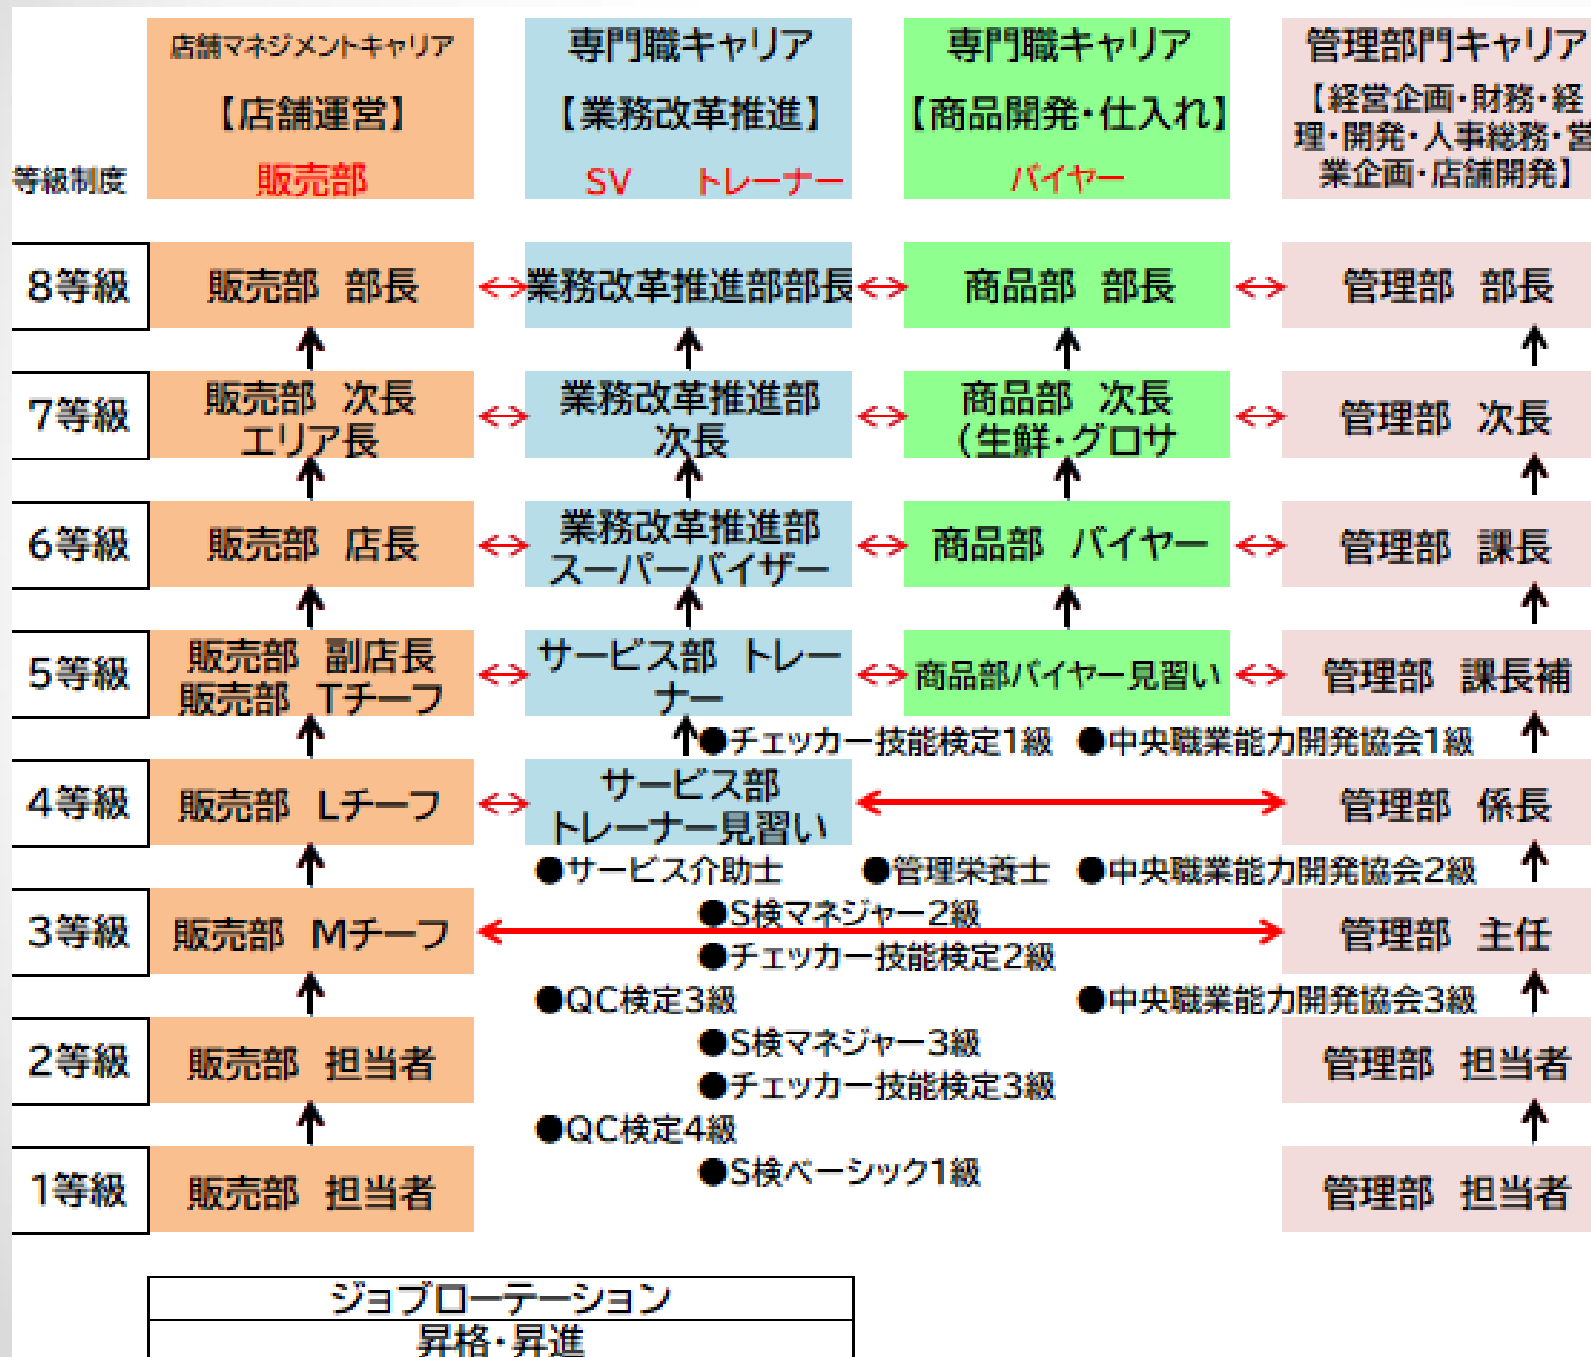 店舗マネジメントキャリア
【店舗運営】
販売部
専門職キャリア
【業務改革推進】
SV トレーナー
専門職キャリア
【商品開発・仕入れ】
バイヤー
管理部門キャリア
【経営企画・財務・経
理・開発・人事総務・営
業企画・店舗開発】
等級制度
8等級
販売部 部長
業務改革推進部部長
商品部 部長
管理部 部長
7等級
販売部 次長
エリア長
業務改革推進部
次長
商品部 次長
(生鮮・グロサ
管理部 次長
6等級
販売部 店長
業務改革推進部
スーパーバイザー
商品部 バイヤー
管理部 課長
5等級
販売部 副店長
販売部 Tチーフ
サービス部 トレー
ナー
商品部バイヤー見習い
管理部 課長補
●チェッカー技能検定1級 ●中央職業能力開発協会1級
4等級
販売部 Lチーフ
サービス部
トレーナー見習い
管理部 係長
●サービス介助士 ●管理栄養士 ●中央職業能力開発協会2級
●S検マネジャー2級
3等級
販売部 Mチーフ
管理部 主任
●チェッカー技能検定2級
●QC検定3級 ●中央職業能力開発協会3級
●S検マネジャー3級
2等級
販売部 担当者
管理部 担当者
●チェッカー技能検定3級
●QC検定4級
●S検ベーシック1級
1等級
販売部 担当者
管理部 担当者
ジョブローテーション
昇格・昇進